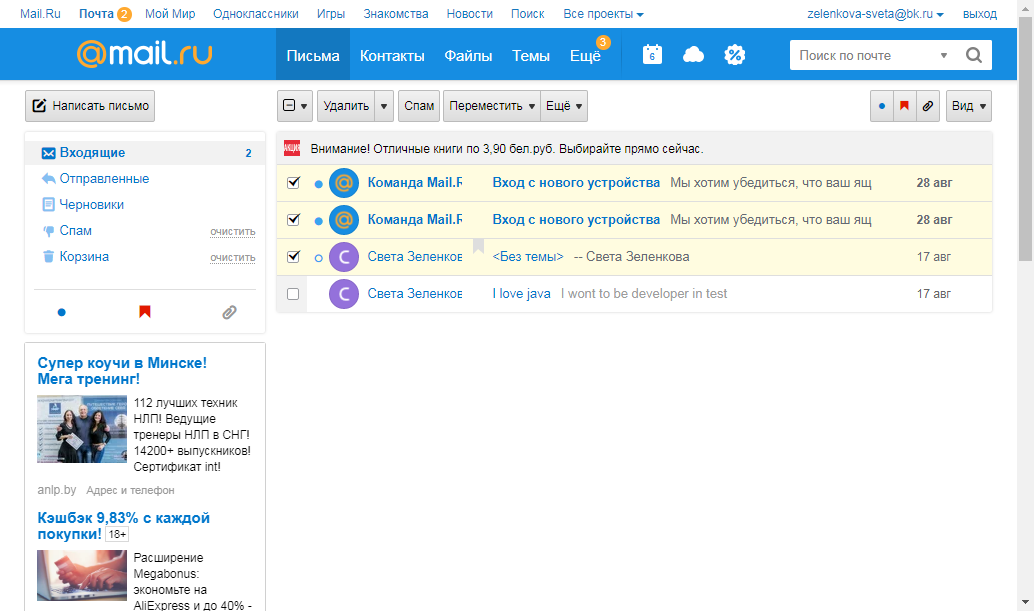 Mail.Ru Почта 2 Мой Мир Одноклассники Игры Знакомства Новости Поиск Все проекты zelenkova-sveta@bk.ru выход
@mail.ru Письма Контакты Файлы Темы Ещё 3 6 Поиск по почте
Написать письмо Удалить Спам Переместить Ещё Вид
Входящие 2
Отправленные
Черновики
Спам очистить
Корзина очистить
АКЦИЯ Внимание! Отличные книги по 3,90 бел.руб. Выбирайте прямо сейчас.
@ Команда Mail.R Вход с нового устройства Мы хотим убедиться, что ваш ящ 28 авг
@ Команда Mail.R Вход с нового устройства Мы хотим убедиться, что ваш ящ 28 авг
С Света Зеленков <Без темы> -- Света Зеленкова 17 авг
С Света Зеленков I love java I wont to be developer in test 17 авг
Супер коучи в Минске!
Мега тренинг!
112 лучших техник
НЛП! Ведущие
тренеры НЛП в СНГ!
14200+ выпускников!
Сертификат int!
anlp.by Адрес и телефон
Кэшбэк 9,83% с каждой
покупки! 18+
Расширение
Megabonus:
экономьте на
AliExpress и до 40% -